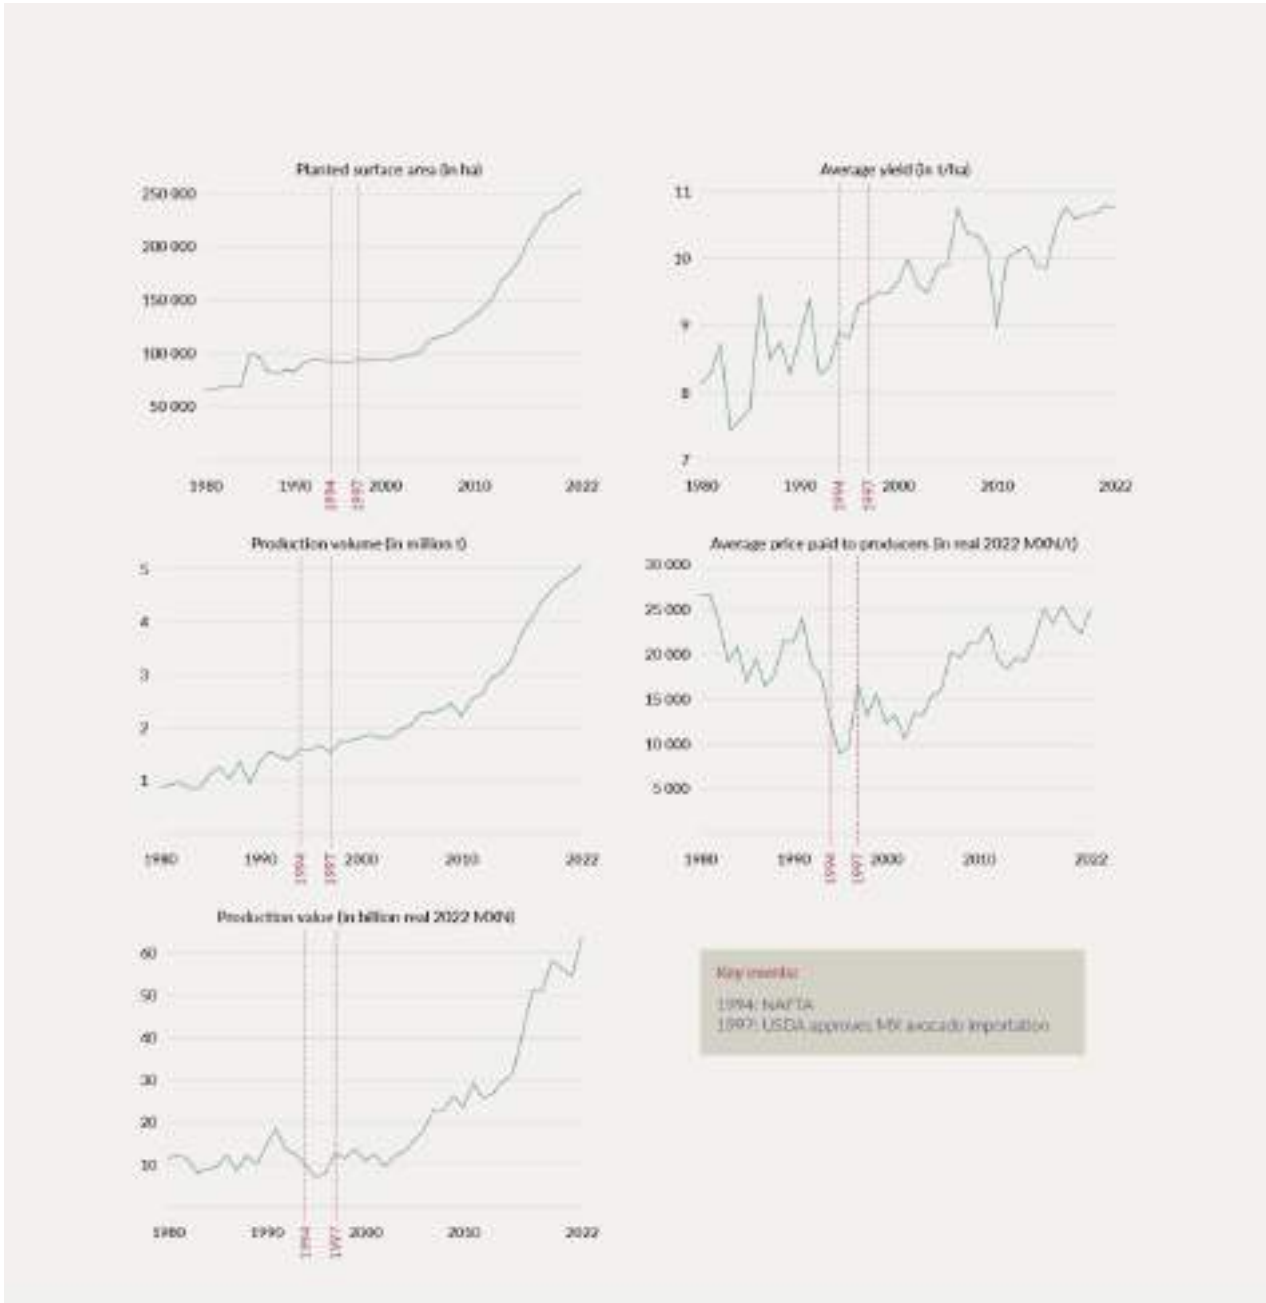 Planted surface area (in ha)
250 000
200 000
150 000
100 000
50 000
1980 1990 1994 1997 2000 2010 2022
Average yield (in t/ha)
11
10
9
8
7
1980 1990 1994 1997 2000 2010 2022
Production volume (in million t)
5
4
3
2
1
1980 1990 1994 1997 2000 2010 2022
Average price paid to producers (in real 2022 MXN/t)
30 000
25 000
20 000
15 000
10 000
5 000
1980 1990 1994 1997 2000 2010 2022
Production value (in billion real 2022 MXN)
60
50
40
30
20
10
1980 1990 1994 1997 2000 2010 2022
Key events:
1994: NAFTA
1997: USDA approves MX avocado importation